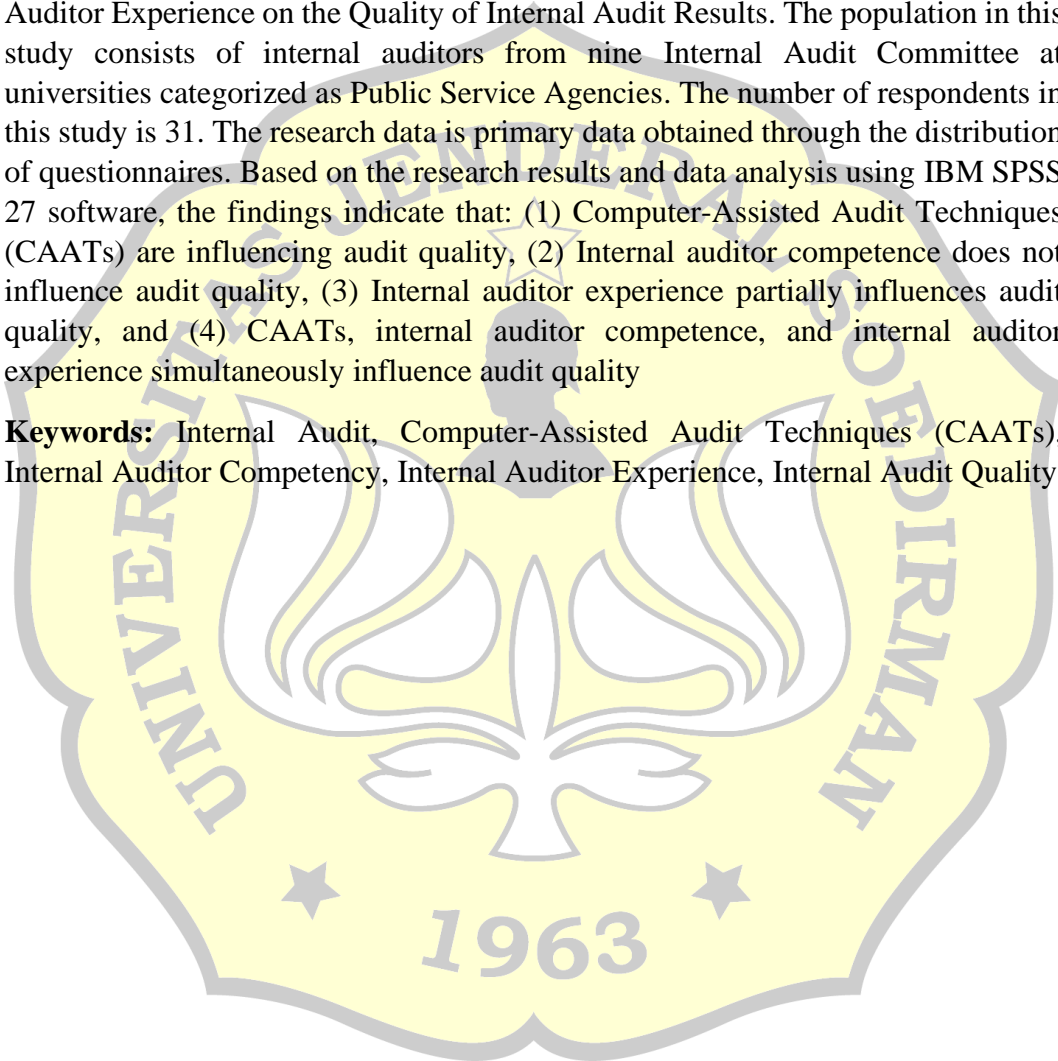 Auditor Experience on the Quality of Internal Audit Results. The population in this
study consists of internal auditors from nine Internal Audit Committee at
universities categorized as Public Service Agencies. The number of respondents in
this study is 31. The research data is primary data obtained through the distribution
of questionnaires. Based on the research results and data analysis using IBM SPSS
27 software, the findings indicate that: (1) Computer-Assisted Audit Techniques
(CAATs) are influencing audit quality, (2) Internal auditor competence does not
influence audit quality, (3) Internal auditor experience partially influences audit
quality, and (4) CAATs, internal auditor competence, and internal auditor
experience simultaneously influence audit quality
Keywords: Internal Audit, Computer-Assisted Audit Techniques (CAATs),
Internal Auditor Competency, Internal Auditor Experience, Internal Audit Quality
UNIVERSITAS JENDERAL SOEDIRMAN
1963